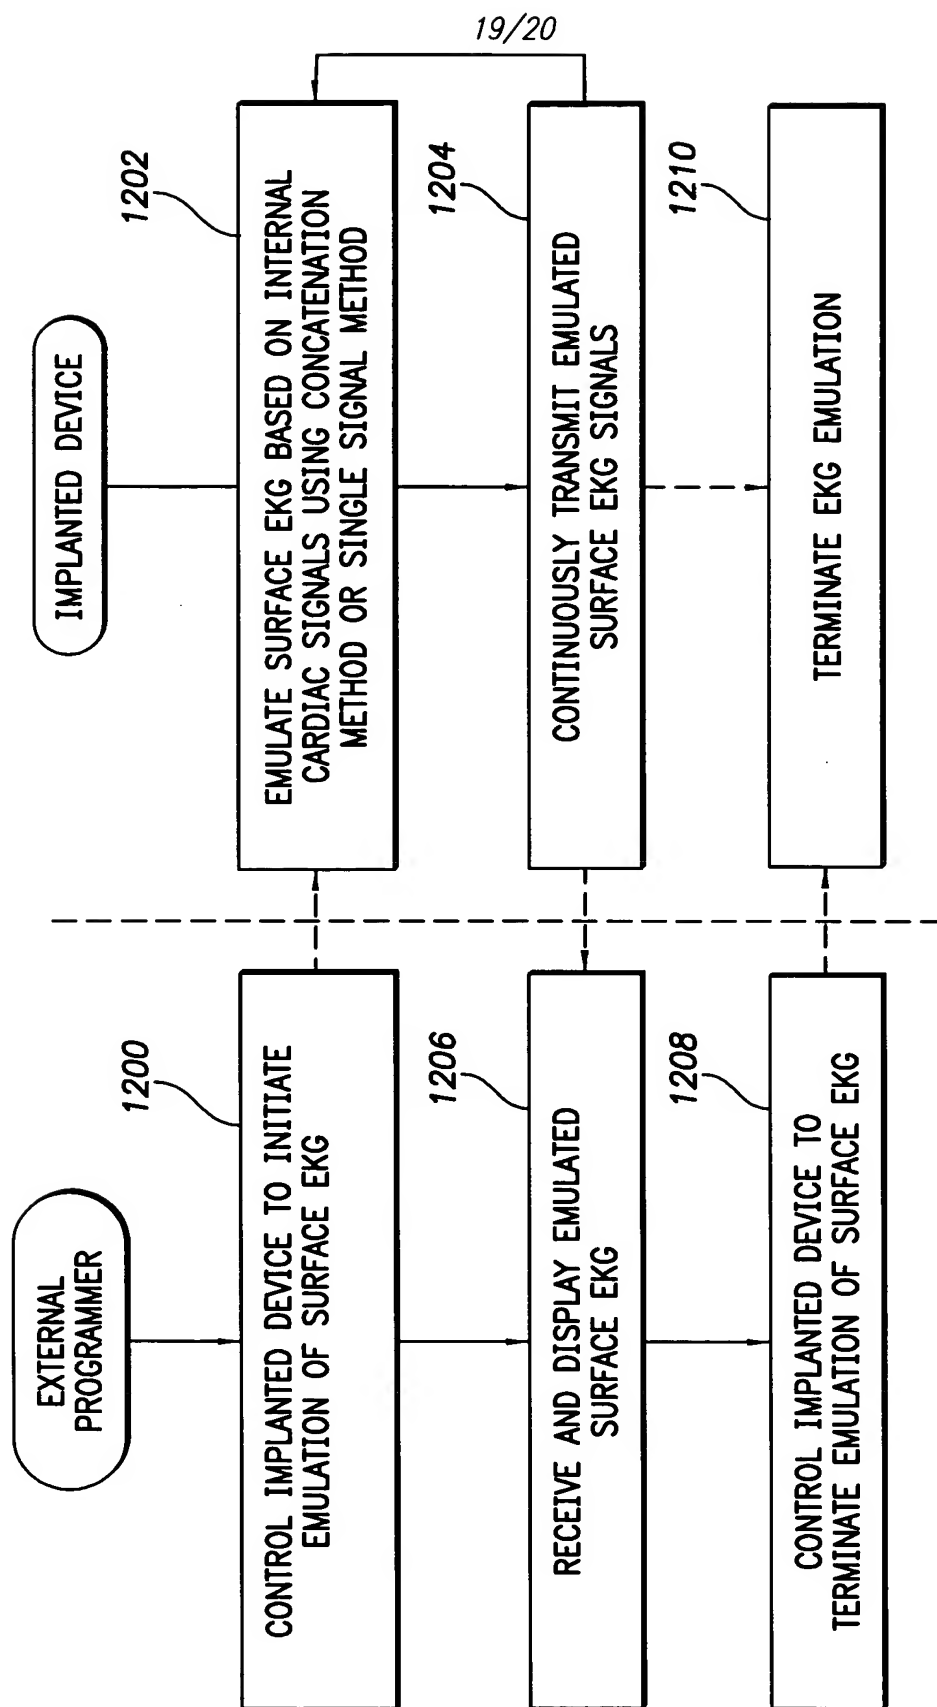 19/20
EXTERNAL
PROGRAMMER
1200
CONTROL IMPLANTED DEVICE TO INITIATE
EMULATION OF SURFACE EKG
1206
RECEIVE AND DISPLAY EMULATED
SURFACE EKG
1208
CONTROL IMPLANTED DEVICE TO
TERMINATE EMULATION OF SURFACE EKG
IMPLANTED DEVICE
1202
EMULATE SURFACE EKG BASED ON INTERNAL
CARDIAC SIGNALS USING CONCATENATION
METHOD OR SINGLE SIGNAL METHOD
1204
CONTINUOUSLY TRANSMIT EMULATED
SURFACE EKG SIGNALS
1210
TERMINATE EKG EMULATION